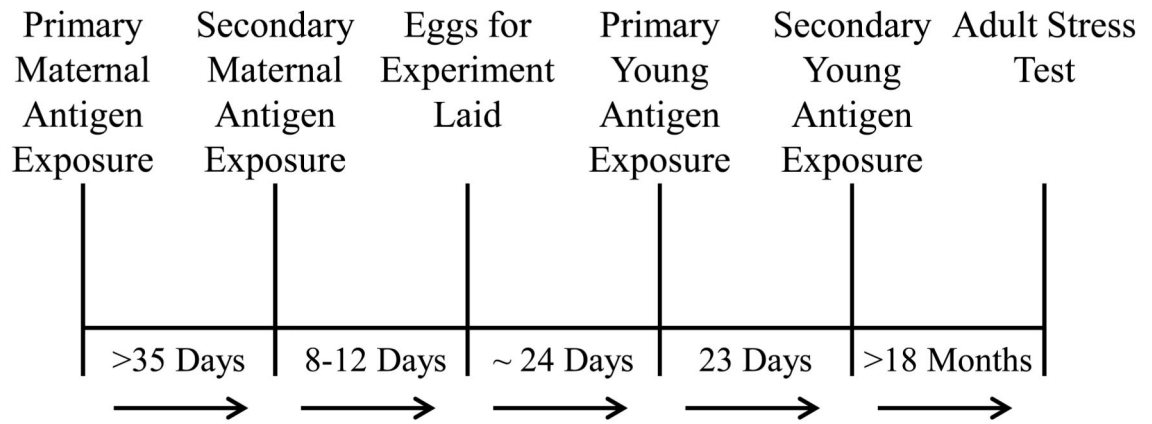 Primary
Maternal
Antigen
Exposure
Secondary
Maternal
Antigen
Exposure
Eggs for
Experiment
Laid
Primary
Young
Antigen
Exposure
Secondary
Young
Antigen
Exposure
Adult Stress
Test
>35 Days
8-12 Days
~ 24 Days
23 Days
>18 Months